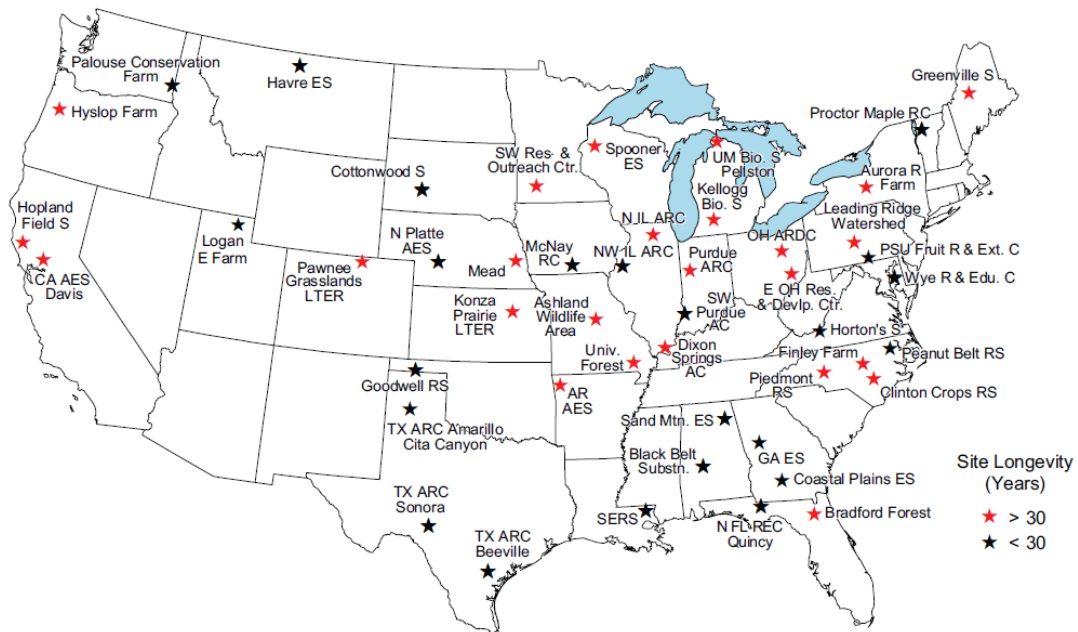 Palouse Conservation
Farm
Havre ES
Greenville S
Hyslop Farm
Proctor Maple RC
Spooner
ES
UM Bio. S
Pellston
SW Res. &
Outreach Ctr.
Cottonwood S
Kellogg
Bio. S
Aurora R
Farm
Hopland
Field S
Leading Ridge
Watershed
Logan
E Farm
N Platte
AES
McNay
RC
N IL ARC
NW IL ARC
OH ARDC
PSU Fruit R & Ext. C
CA AES
Davis
Pawnee
Grasslands
LTER
Mead
Purdue
ARC
E OH Res.
& Devlp. Ctr.
Wye R & Edu. C
Konza
Prairie
LTER
Ashland
Wildlife
Area
SW
Purdue
AC
Horton's S
Univ.
Forest
Dixon
Springs
AC
Finley Farm
Peanut Belt RS
Goodwell RS
AR
AES
Piedmont
RS
Clinton Crops RS
TX ARC Amarillo
Cita Canyon
Sand Mtn. ES
Black Belt
Substn.
GA ES
Coastal Plains ES
TX ARC
Sonora
SERS
N FL REC
Quincy
Bradford Forest
TX ARC
Beeville
Site Longevity
(Years)
> 30
< 30